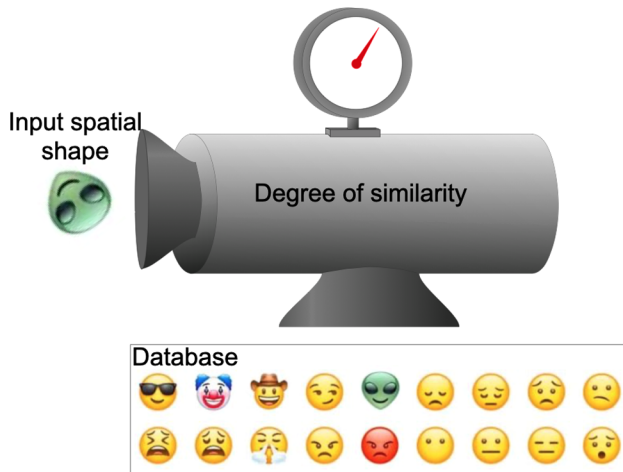 Input spatial
shape
Degree of similarity
Database